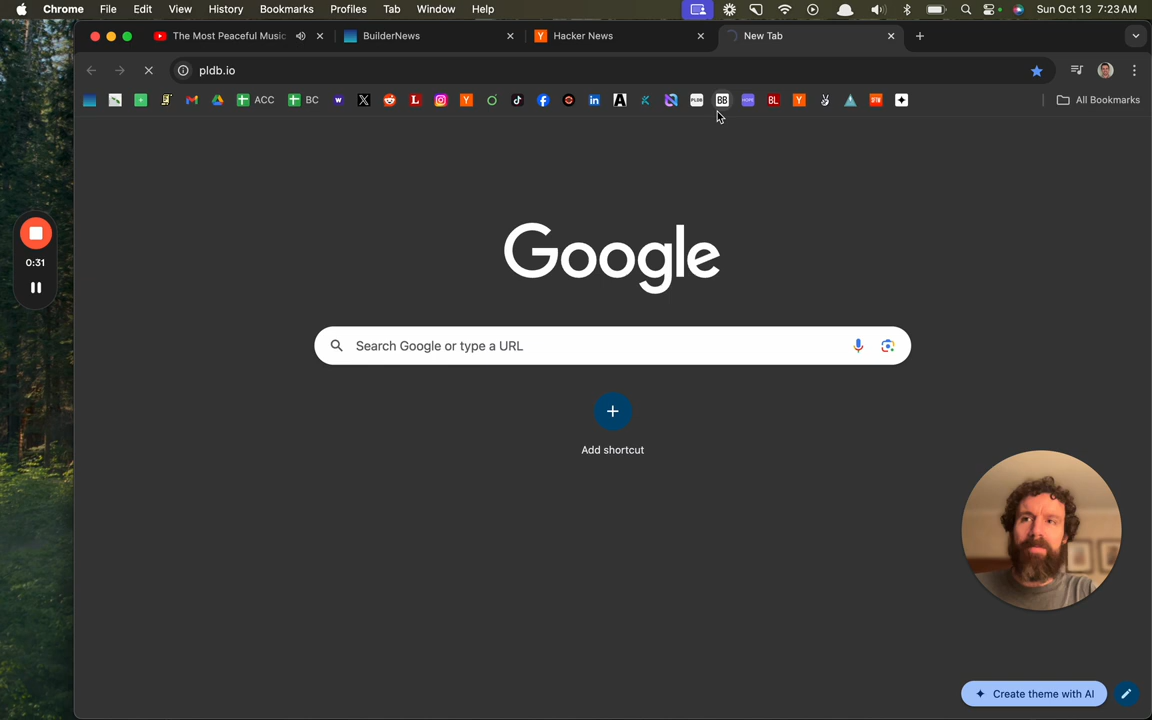 Chrome File Edit View History Bookmarks Profiles Tab Window Help Sun Oct 13 7:23 AM
The Most Peaceful Music BuilderNews Hacker News New Tab
pldb.io
ACC BC W X L A PLDB BB HOME BL Y All Bookmarks
0:31
Google
Search Google or type a URL
Add shortcut
Create theme with AI